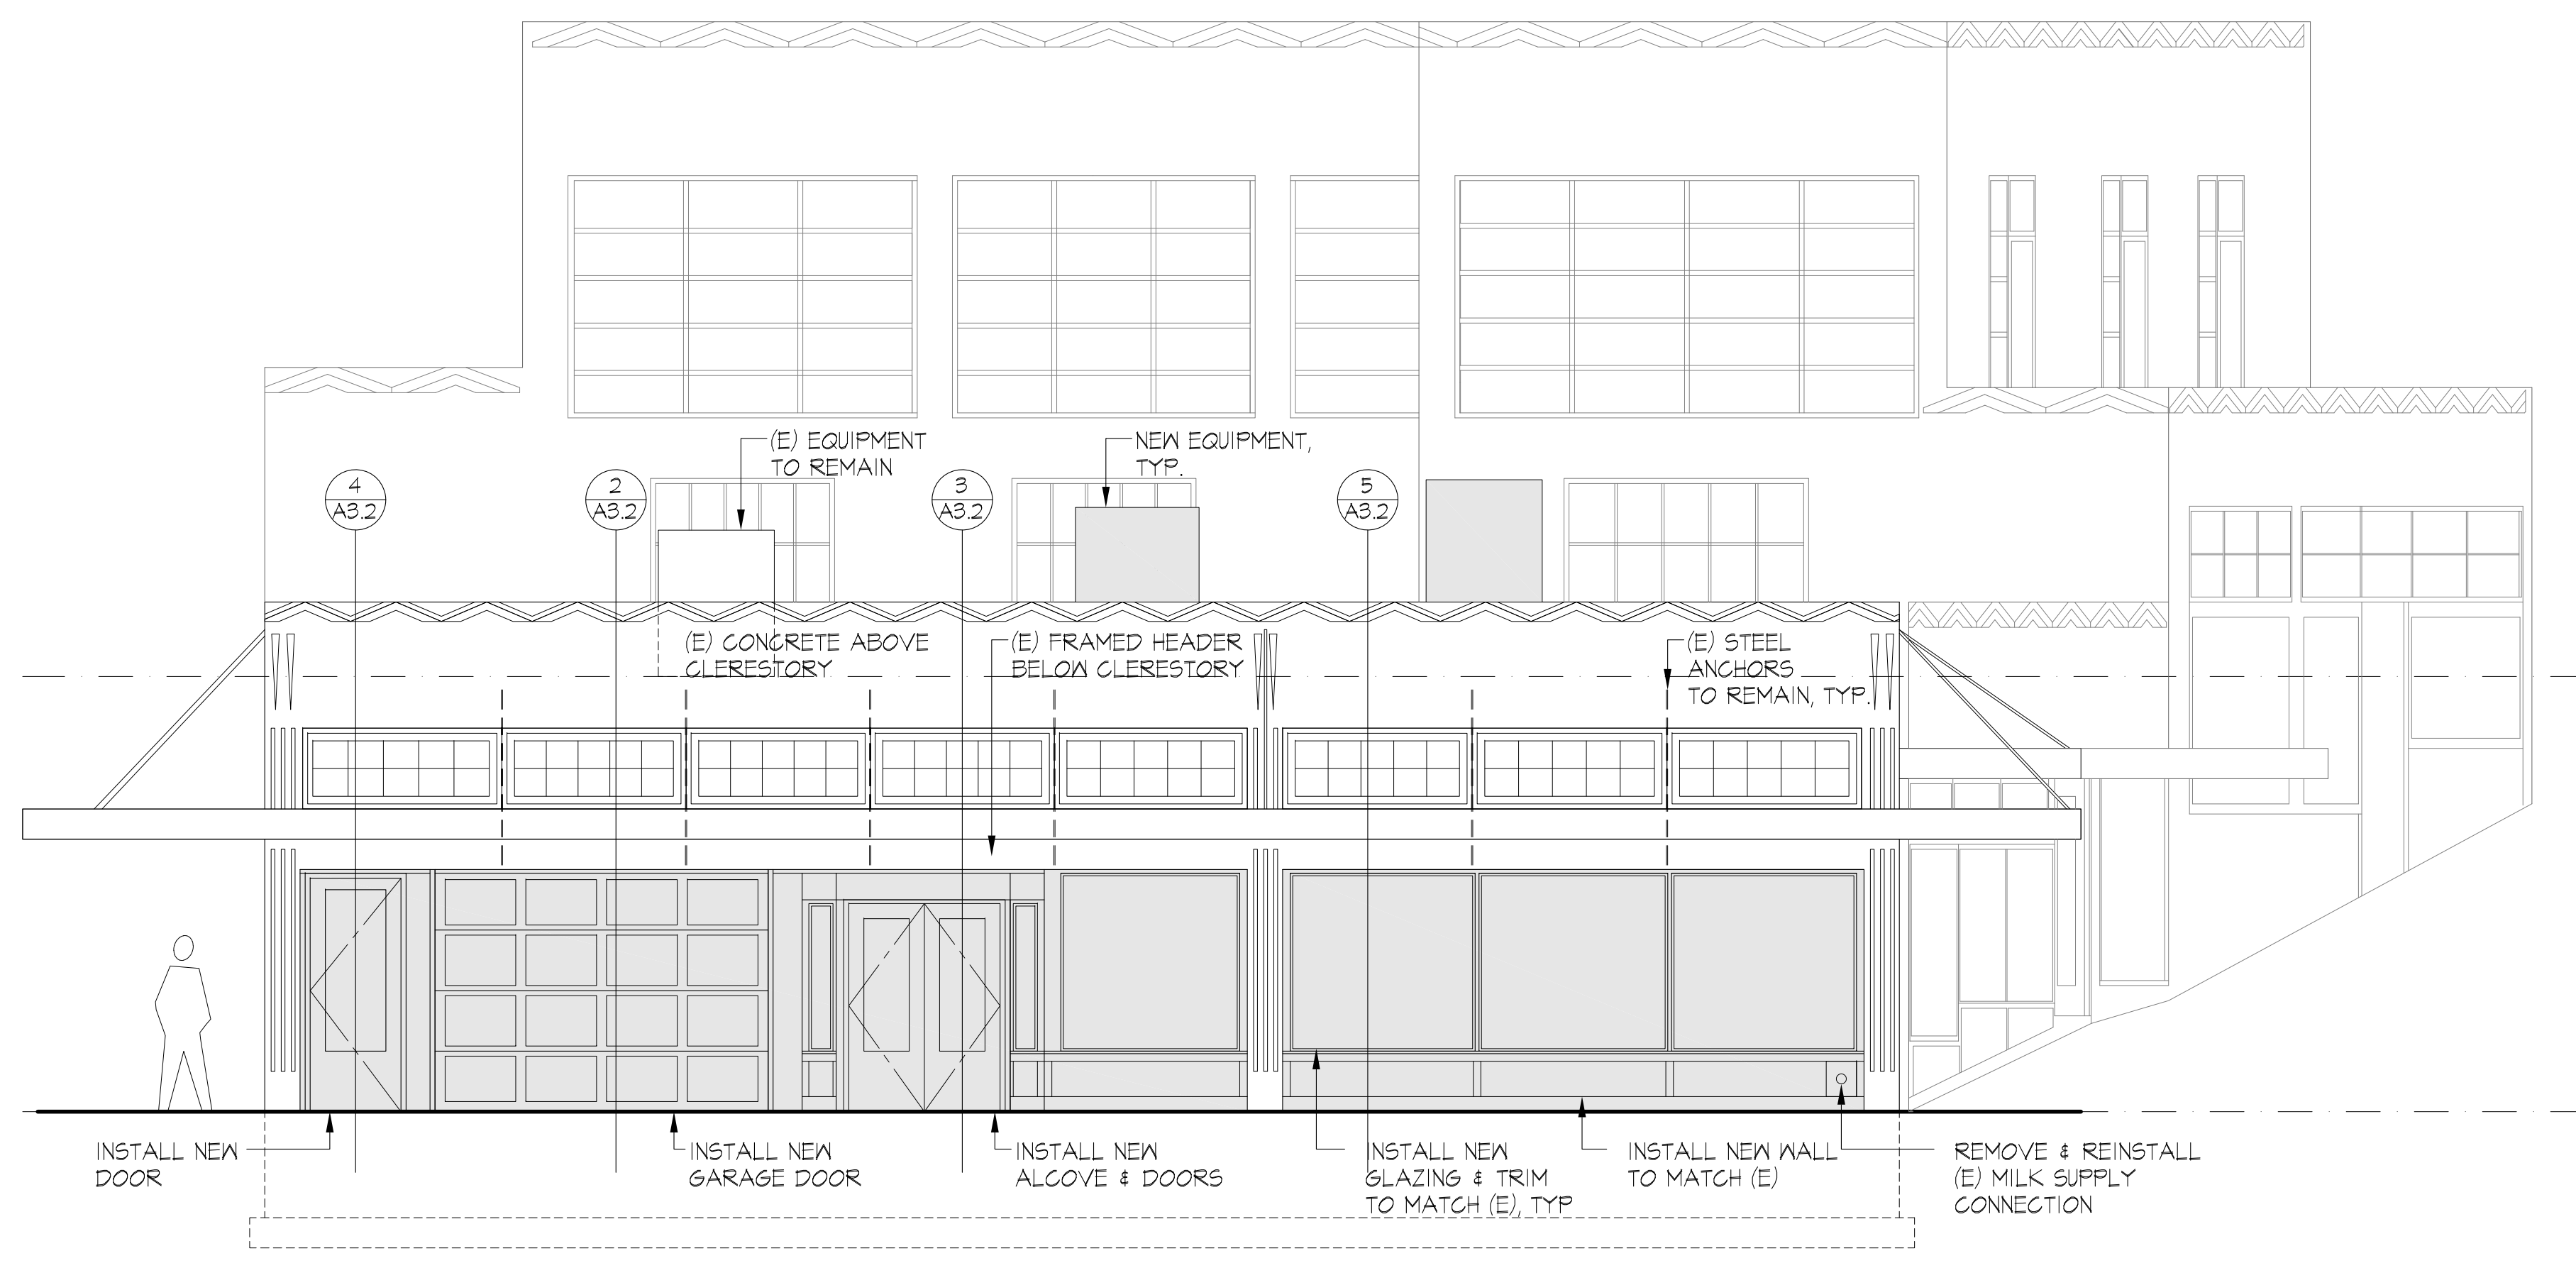 (E) EQUIPMENT
TO REMAIN
NEW EQUIPMENT,
TYP.
4
A3.2
2
A3.2
3
A3.2
5
A3.2
(E) CONCRETE ABOVE
CLERESTORY
(E) FRAMED HEADER
BELOW CLERESTORY
(E) STEEL
ANCHORS
TO REMAIN, TYP.
INSTALL NEW
DOOR
INSTALL NEW
GARAGE DOOR
INSTALL NEW
ALCOVE & DOORS
INSTALL NEW
GLAZING & TRIM
TO MATCH (E), TYP
INSTALL NEW WALL
TO MATCH (E)
REMOVE & REINSTALL
(E) MILK SUPPLY
CONNECTION